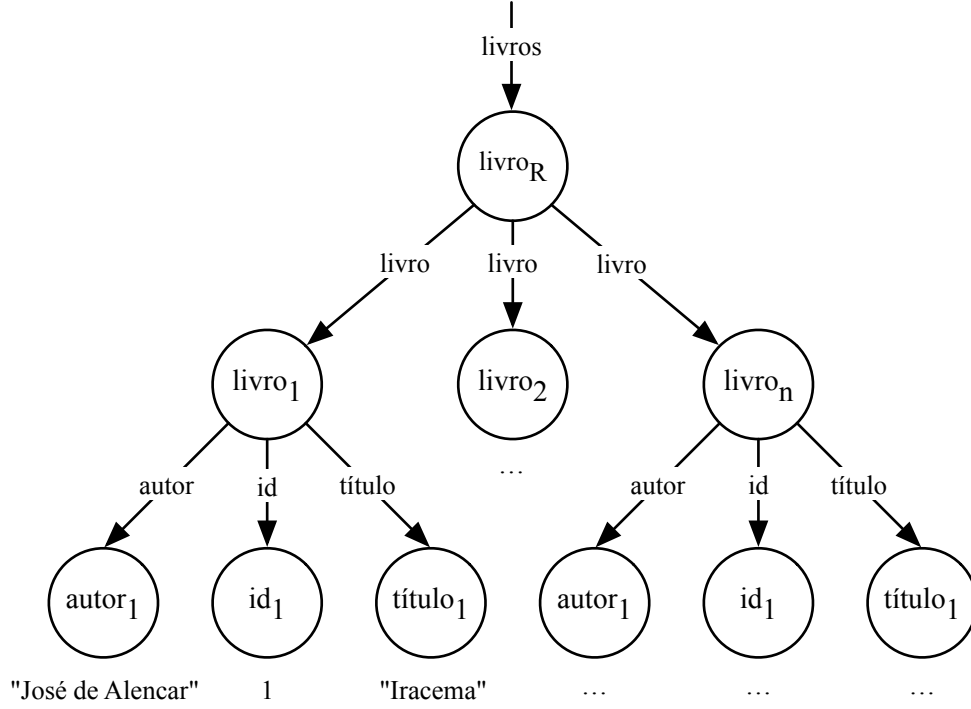 livros
livroR
livro livro livro
livro1 livro2 livron
...
autor id título autor id título
autor1 id1 título1 autor1 id1 título1
"José de Alencar" 1 "Iracema" ... ... ...